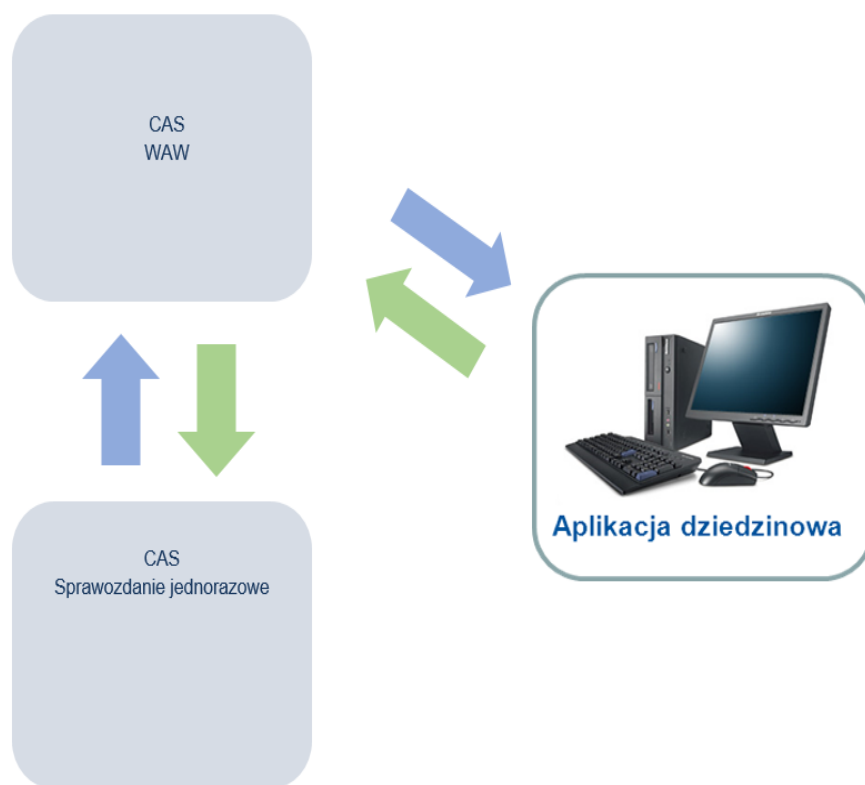 CAS
WAW
Aplikacja dziedzinowa
CAS
Sprawozdanie jednorazowe